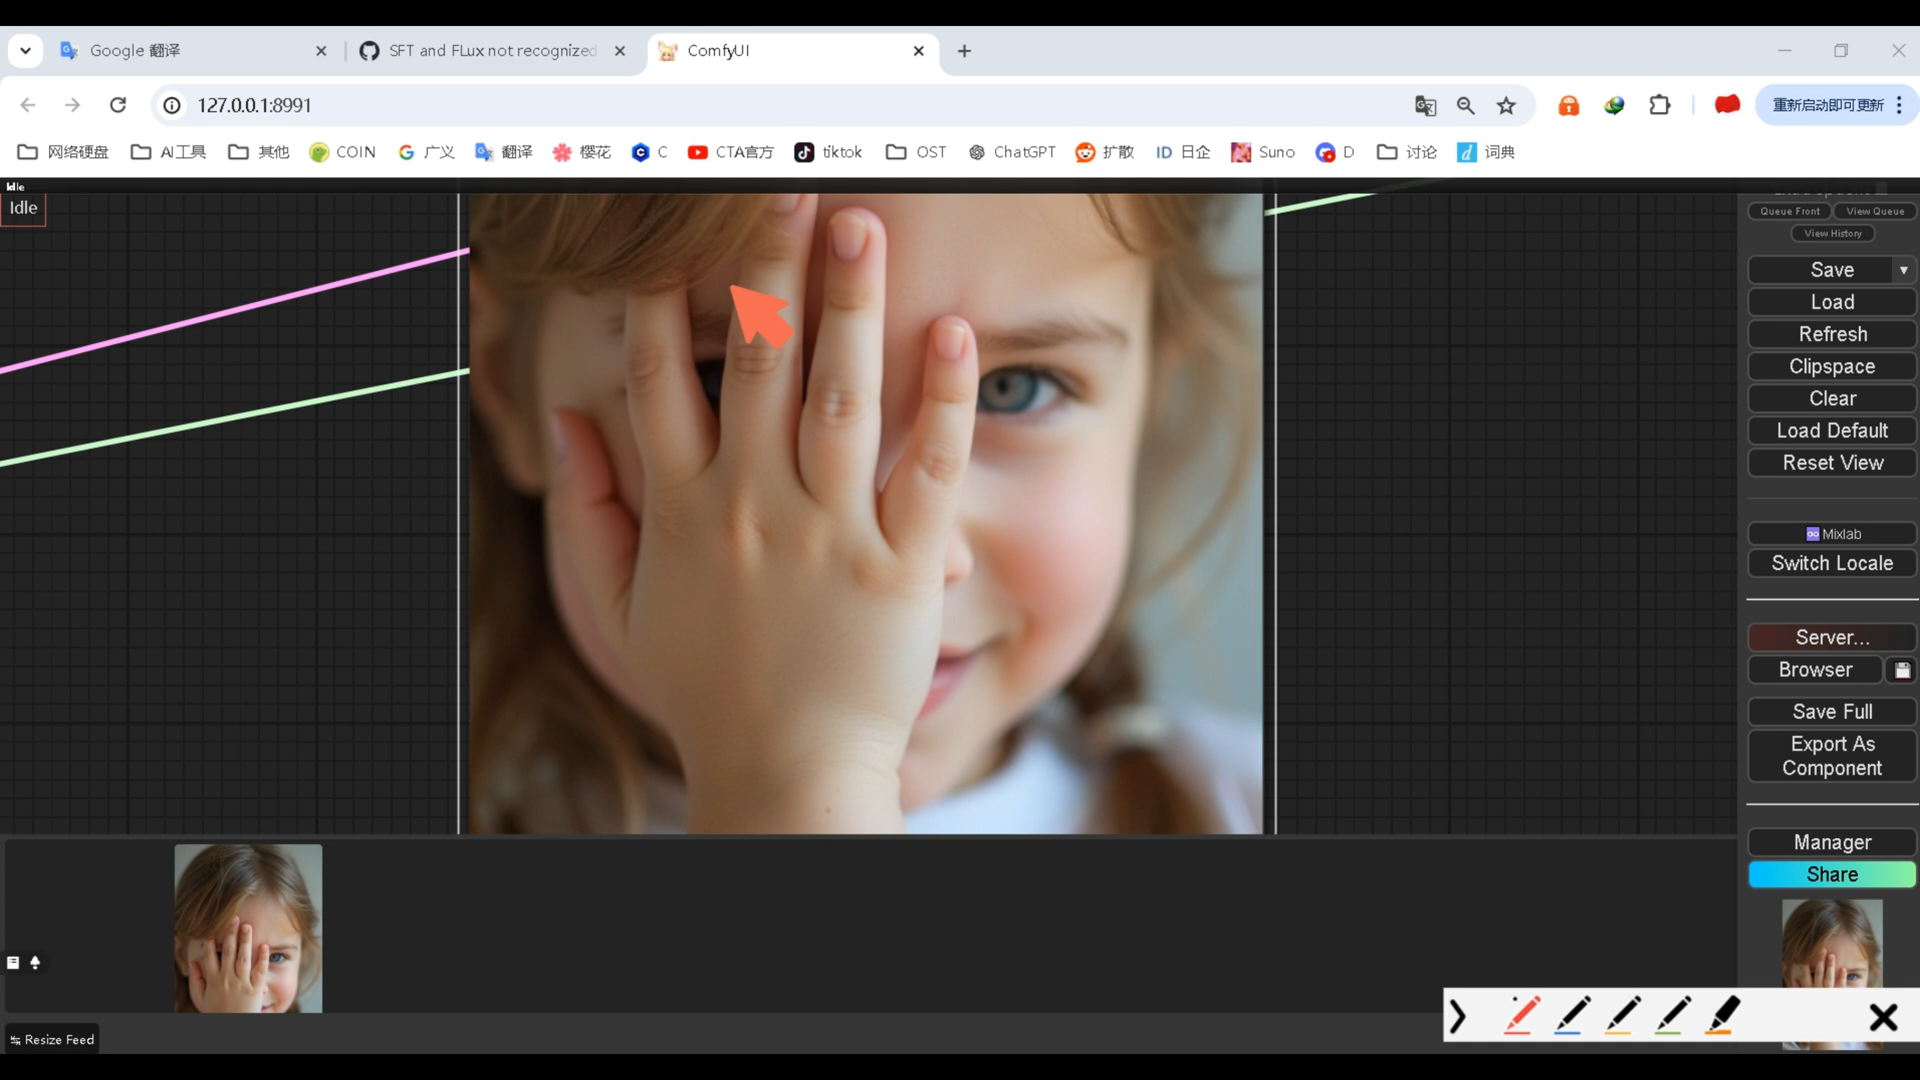 Google 翻译
SFT and FLux not recognized
ComfyUI
127.0.0.1:8991
重新启动即可更新
网络硬盘
AI工具
其他
COIN
广义
翻译
樱花
C
CTA官方
tiktok
OST
ChatGPT
扩散
ID 日企
Suno
D
讨论
d 词典
Idle
Idle
Queue Front
View Queue
View History
Save
Load
Refresh
Clipspace
Clear
Load Default
Reset View
Mixlab
Switch Locale
Server...
Browser
Save Full
Export As
Component
Manager
Share
Resize Feed